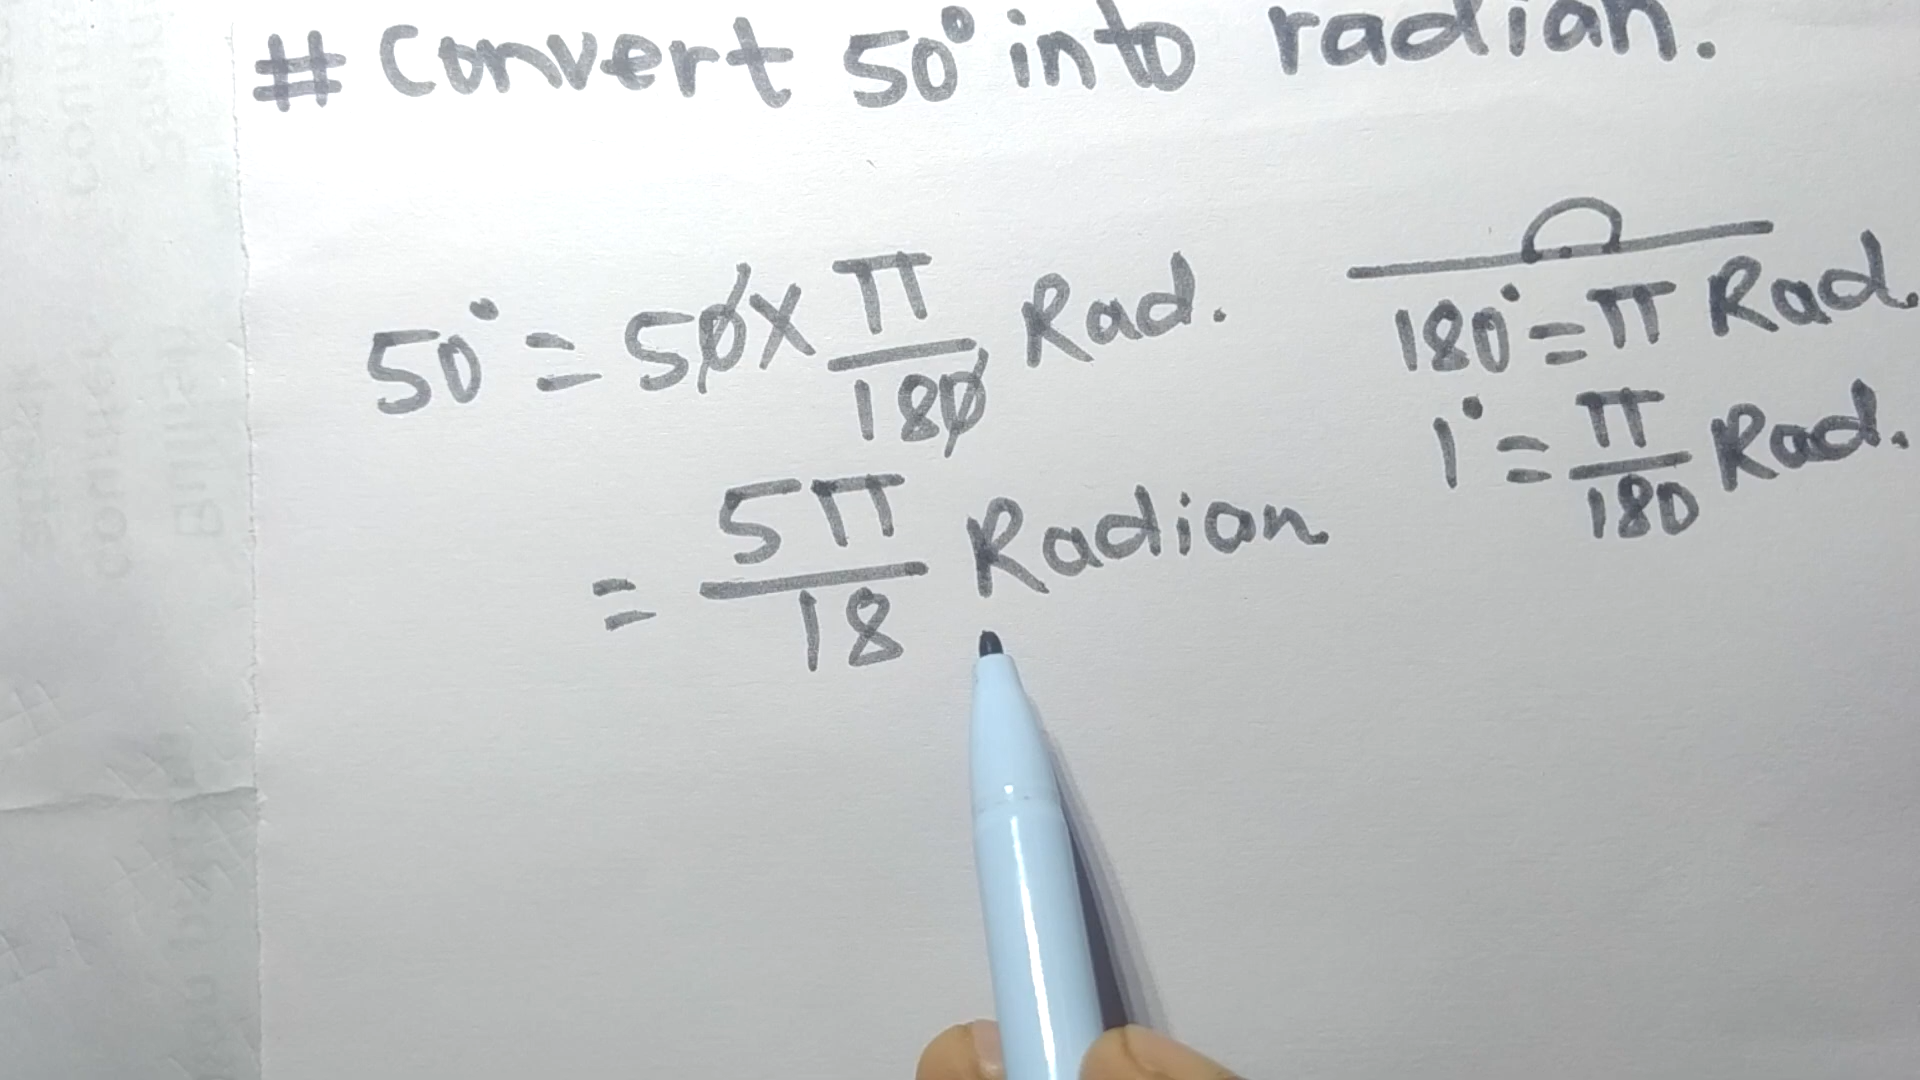 # Convert 50° into radian.
50° = 50 × π/180 Rad.
= 5π/18 Radian
180° = π Rad.
1° = π/180 Rad.